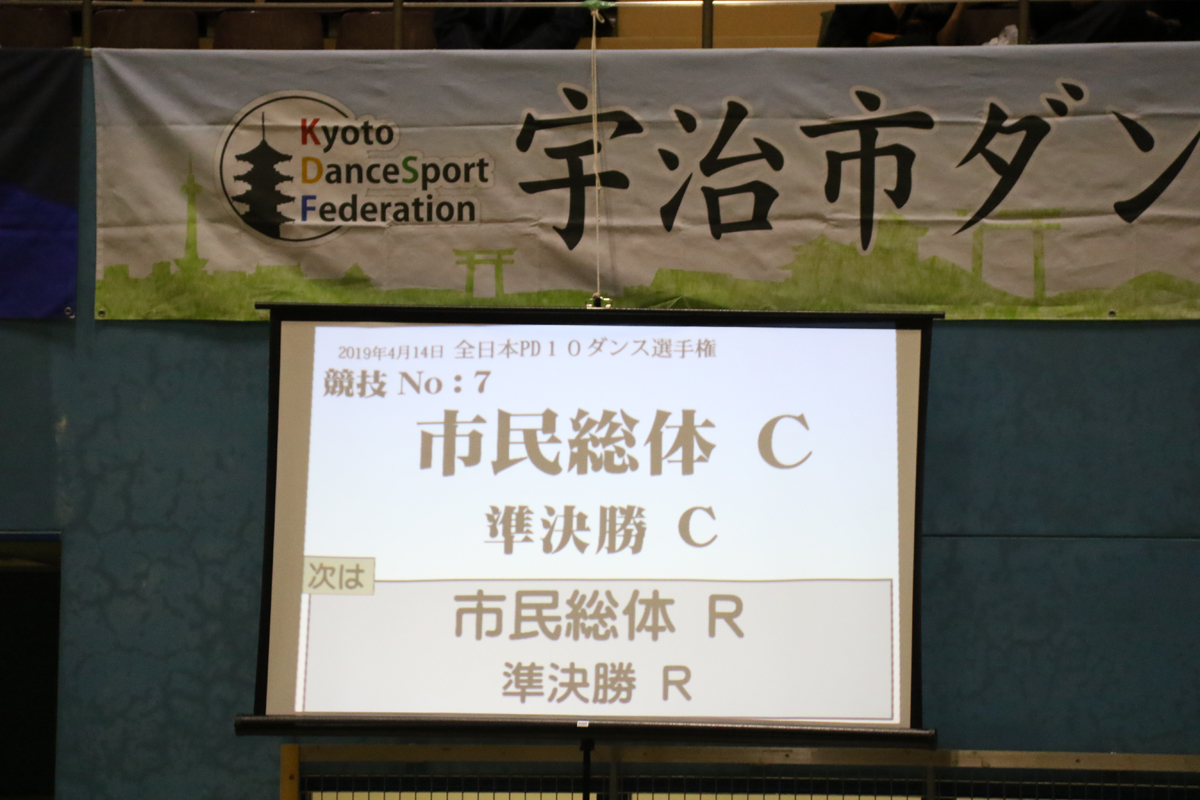 Kyoto
DanceSport
Federation
宇治市ダン
2019年4月14日 全日本PD１０ダンス選手権
競技 No：7
市民総体 C
準決勝 C
次は
市民総体 R
準決勝 R